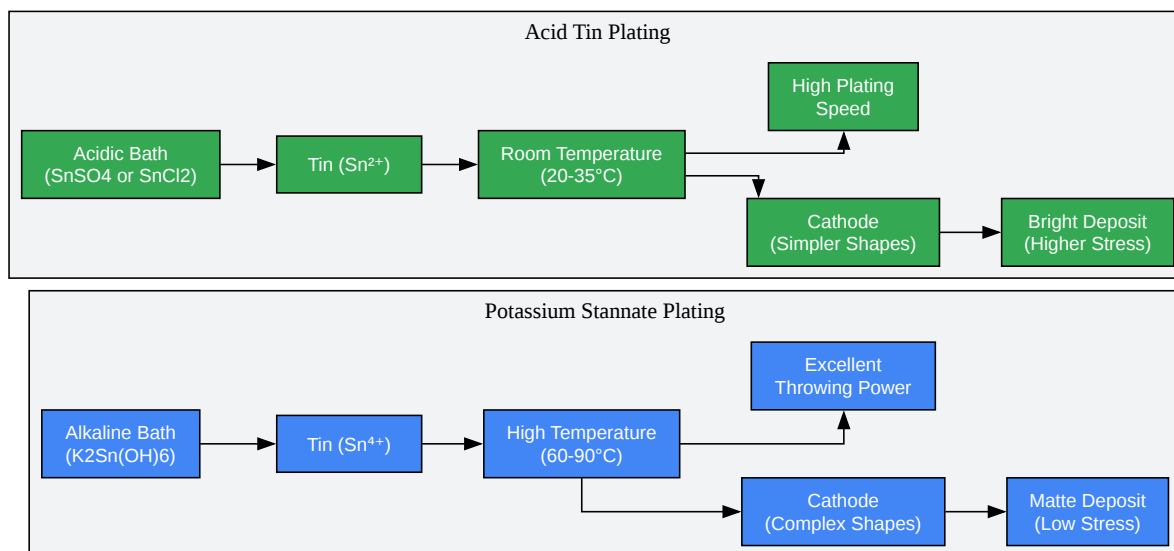 Acid Tin Plating
High Plating
Speed
Acidic Bath
(SnSO4 or SnCl2)
Tin (Sn²⁺)
Room Temperature
(20-35°C)
Cathode
(Simpler Shapes)
Bright Deposit
(Higher Stress)
Potassium Stannate Plating
Excellent
Throwing Power
Alkaline Bath
(K2Sn(OH)6)
Tin (Sn⁴⁺)
High Temperature
(60-90°C)
Cathode
(Complex Shapes)
Matte Deposit
(Low Stress)